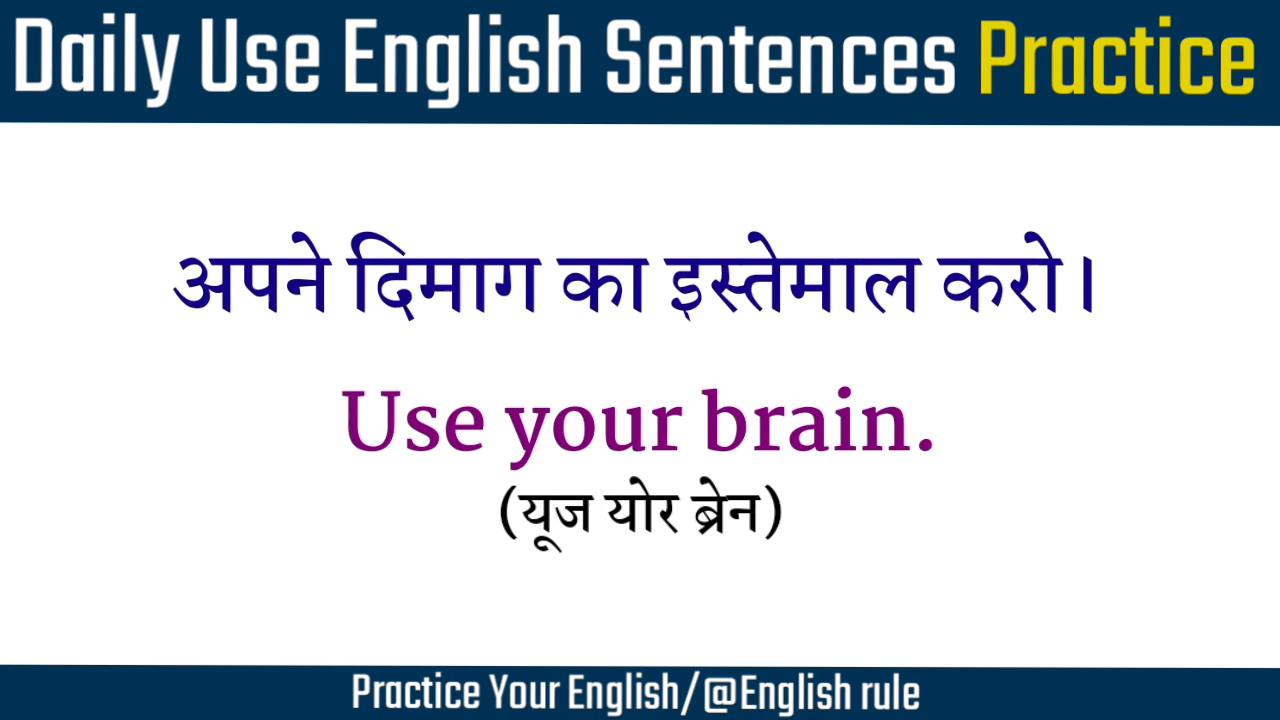 Daily Use English Sentences Practice
अपने दिमाग का इस्तेमाल करो।
Use your brain.
(यूज योर ब्रेन)
Practice Your English/@English rule